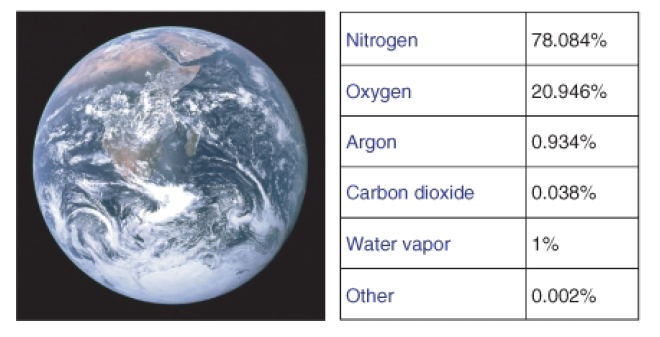 Nitrogen 78.084%
Oxygen 20.946%
Argon 0.934%
Carbon dioxide 0.038%
Water vapor 1%
Other 0.002%